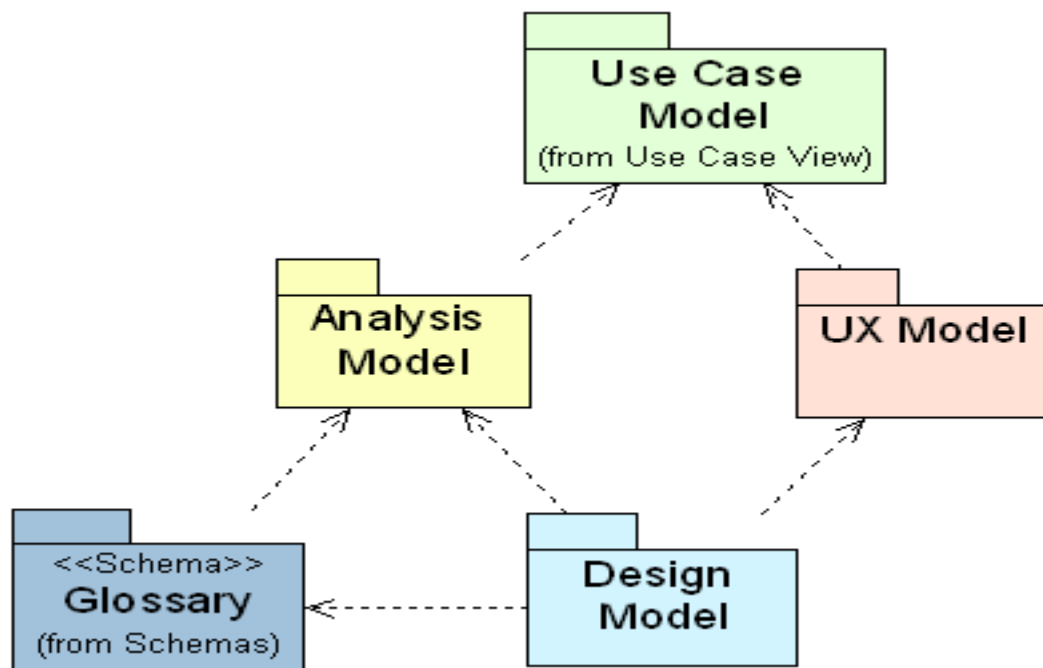 Use Case
Model
(from Use Case View)
Analysis
Model
UX Model
<<Schema>>
Glossary
(from Schemas)
Design
Model